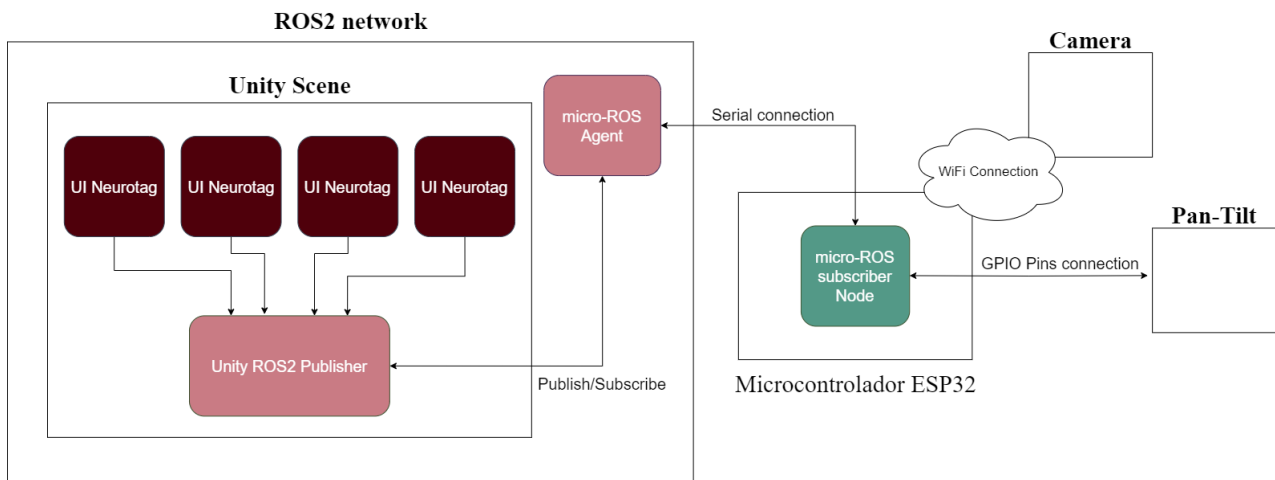 ROS2 network
Unity Scene
UI Neurotag
UI Neurotag
UI Neurotag
UI Neurotag
Unity ROS2 Publisher
micro-ROS
Agent
Publish/Subscribe
Serial connection
Camera
WiFi Connection
micro-ROS
subscriber
Node
GPIO Pins connection
Pan-Tilt
Microcontrolador ESP32